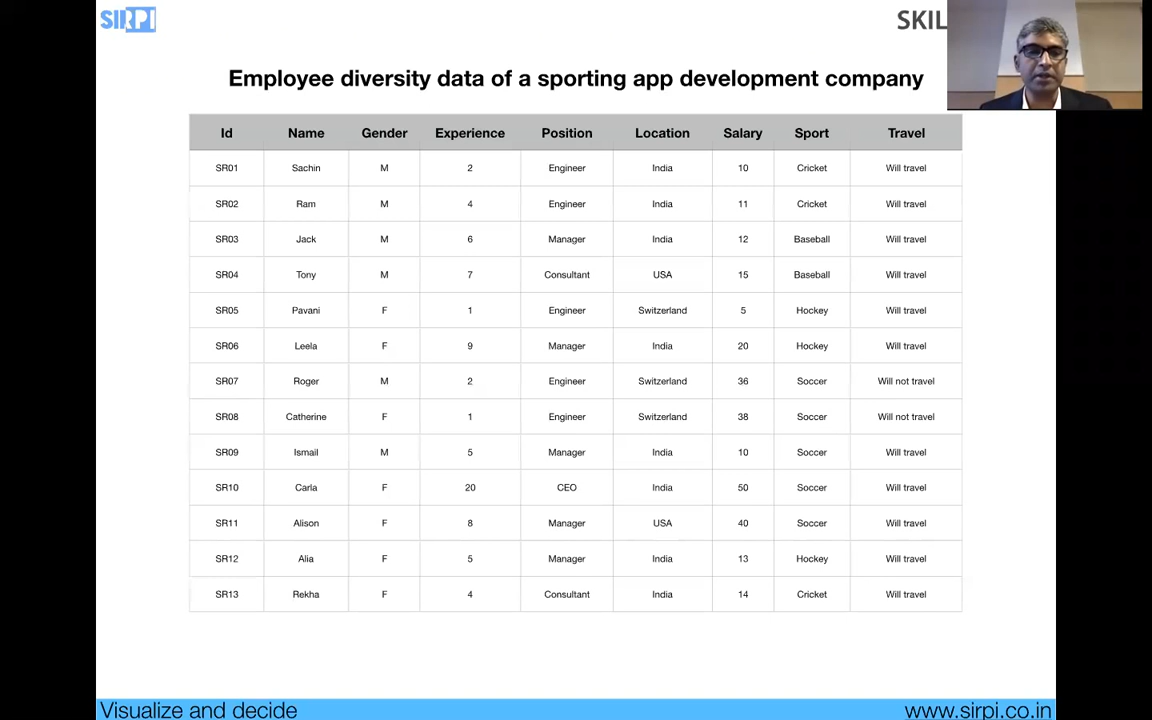 SIRPI
SKIL
Employee diversity data of a sporting app development company
Id Name Gender Experience Position Location Salary Sport Travel
SR01 Sachin M 2 Engineer India 10 Cricket Will travel
SR02 Ram M 4 Engineer India 11 Cricket Will travel
SR03 Jack M 6 Manager India 12 Baseball Will travel
SR04 Tony M 7 Consultant USA 15 Baseball Will travel
SR05 Pavani F 1 Engineer Switzerland 5 Hockey Will travel
SR06 Leela F 9 Manager India 20 Hockey Will travel
SR07 Roger M 2 Engineer Switzerland 36 Soccer Will not travel
SR08 Catherine F 1 Engineer Switzerland 38 Soccer Will not travel
SR09 Ismail M 5 Manager India 10 Soccer Will travel
SR10 Carla F 20 CEO India 50 Soccer Will travel
SR11 Alison F 8 Manager USA 40 Soccer Will travel
SR12 Alia F 5 Manager India 13 Hockey Will travel
SR13 Rekha F 4 Consultant India 14 Cricket Will travel
Visualize and decide
www.sirpi.co.in